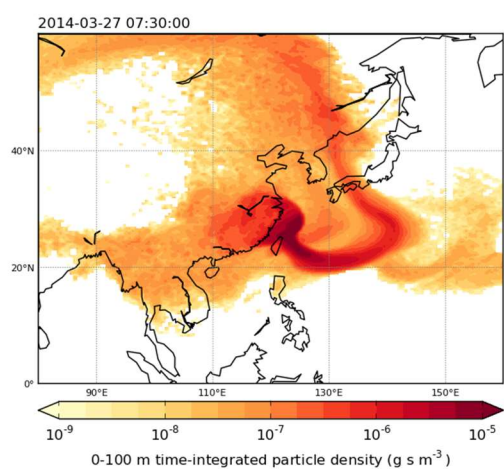 2014-03-27 07:30:00
40°N
20°N
0°
90°E 110°E 130°E 150°E
10⁻⁹ 10⁻⁸ 10⁻⁷ 10⁻⁶ 10⁻⁵
0-100 m time-integrated particle density (g s m⁻³)